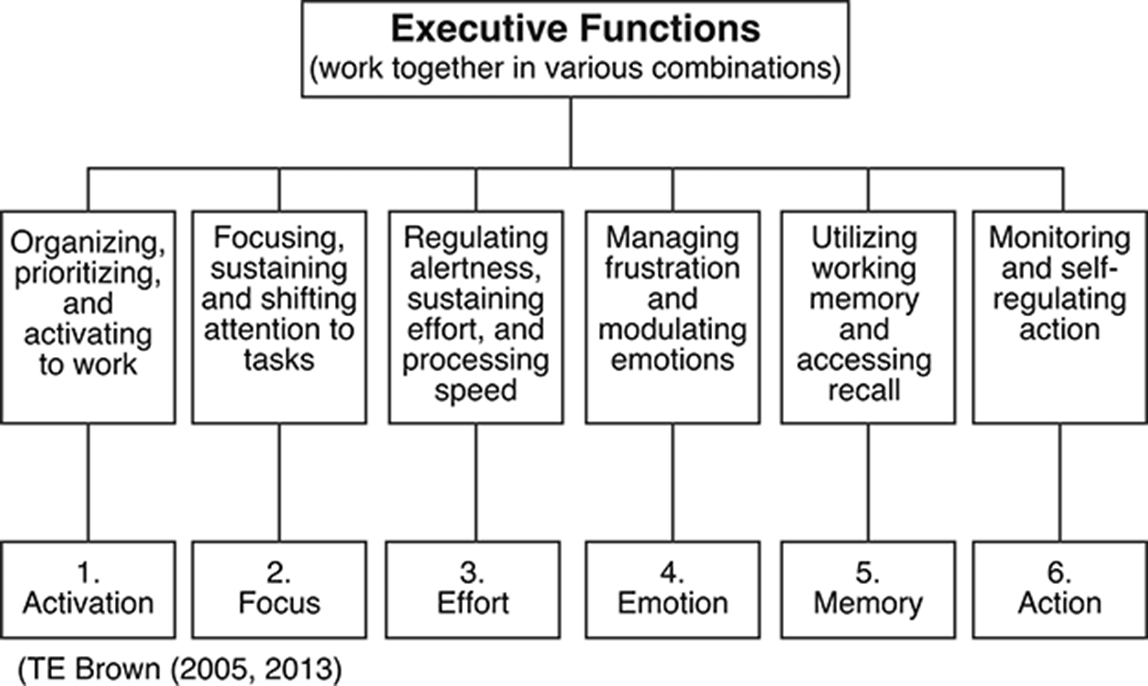 Executive Functions
(work together in various combinations)
Organizing,
prioritizing,
and
activating
to work
Focusing,
sustaining
and shifting
attention to
tasks
Regulating
alertness,
sustaining
effort, and
processing
speed
Managing
frustration
and
modulating
emotions
Utilizing
working
memory
and
accessing
recall
Monitoring
and self-
regulating
action
1.
Activation
2.
Focus
3.
Effort
4.
Emotion
5.
Memory
6.
Action
(TE Brown (2005, 2013)